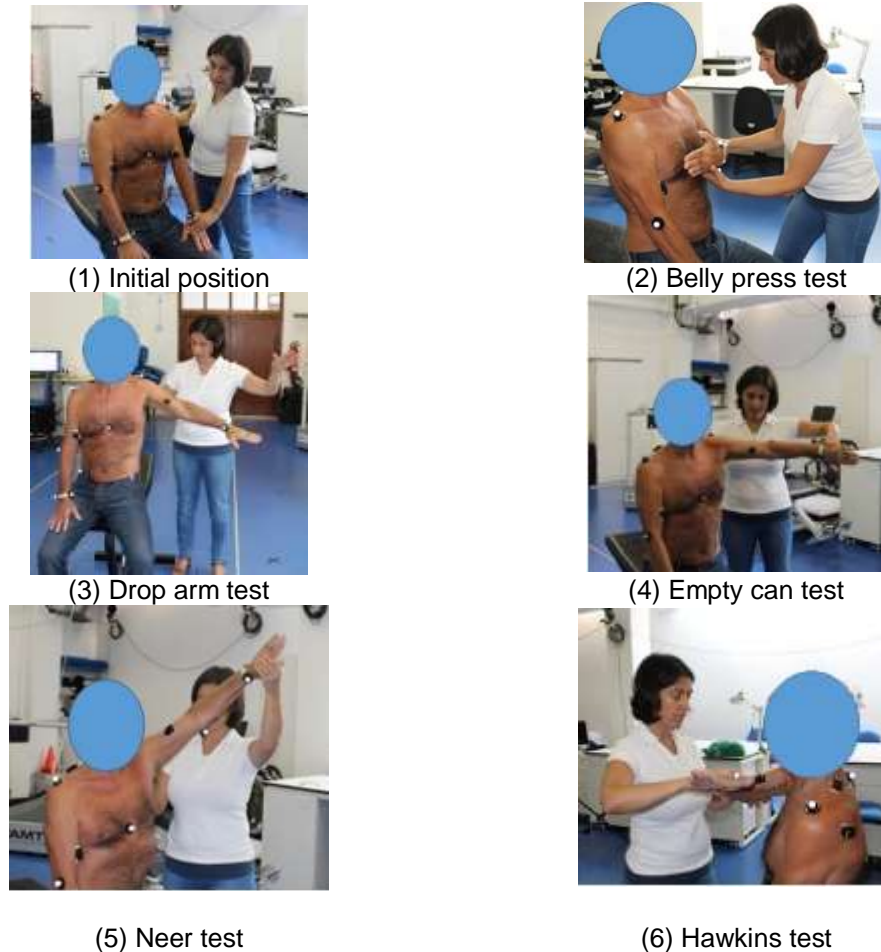 (1) Initial position
(2) Belly press test
(3) Drop arm test
(4) Empty can test
AMT
(5) Neer test
(6) Hawkins test